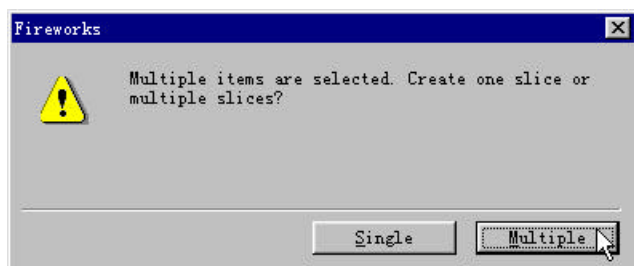 Fireworks
Multiple items are selected. Create one slice or
multiple slices?
Single
Multiple